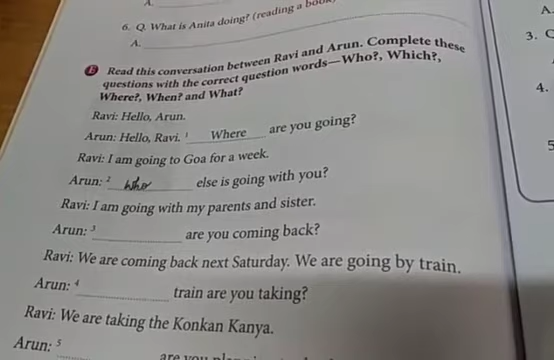 A.
6. Q. What is Anita doing? (reading a book)
A.
E Read this conversation between Ravi and Arun. Complete these
questions with the correct question words—Who?, Which?,
Where?, When? and What?
Ravi: Hello, Arun.
Arun: Hello, Ravi. 1 Where are you going?
Ravi: I am going to Goa for a week.
Arun: 2 Who else is going with you?
Ravi: I am going with my parents and sister.
Arun: 3 are you coming back?
Ravi: We are coming back next Saturday. We are going by train.
Arun: 4 train are you taking?
Ravi: We are taking the Konkan Kanya.
Arun: 5 are you
A.
3. C
4.
5